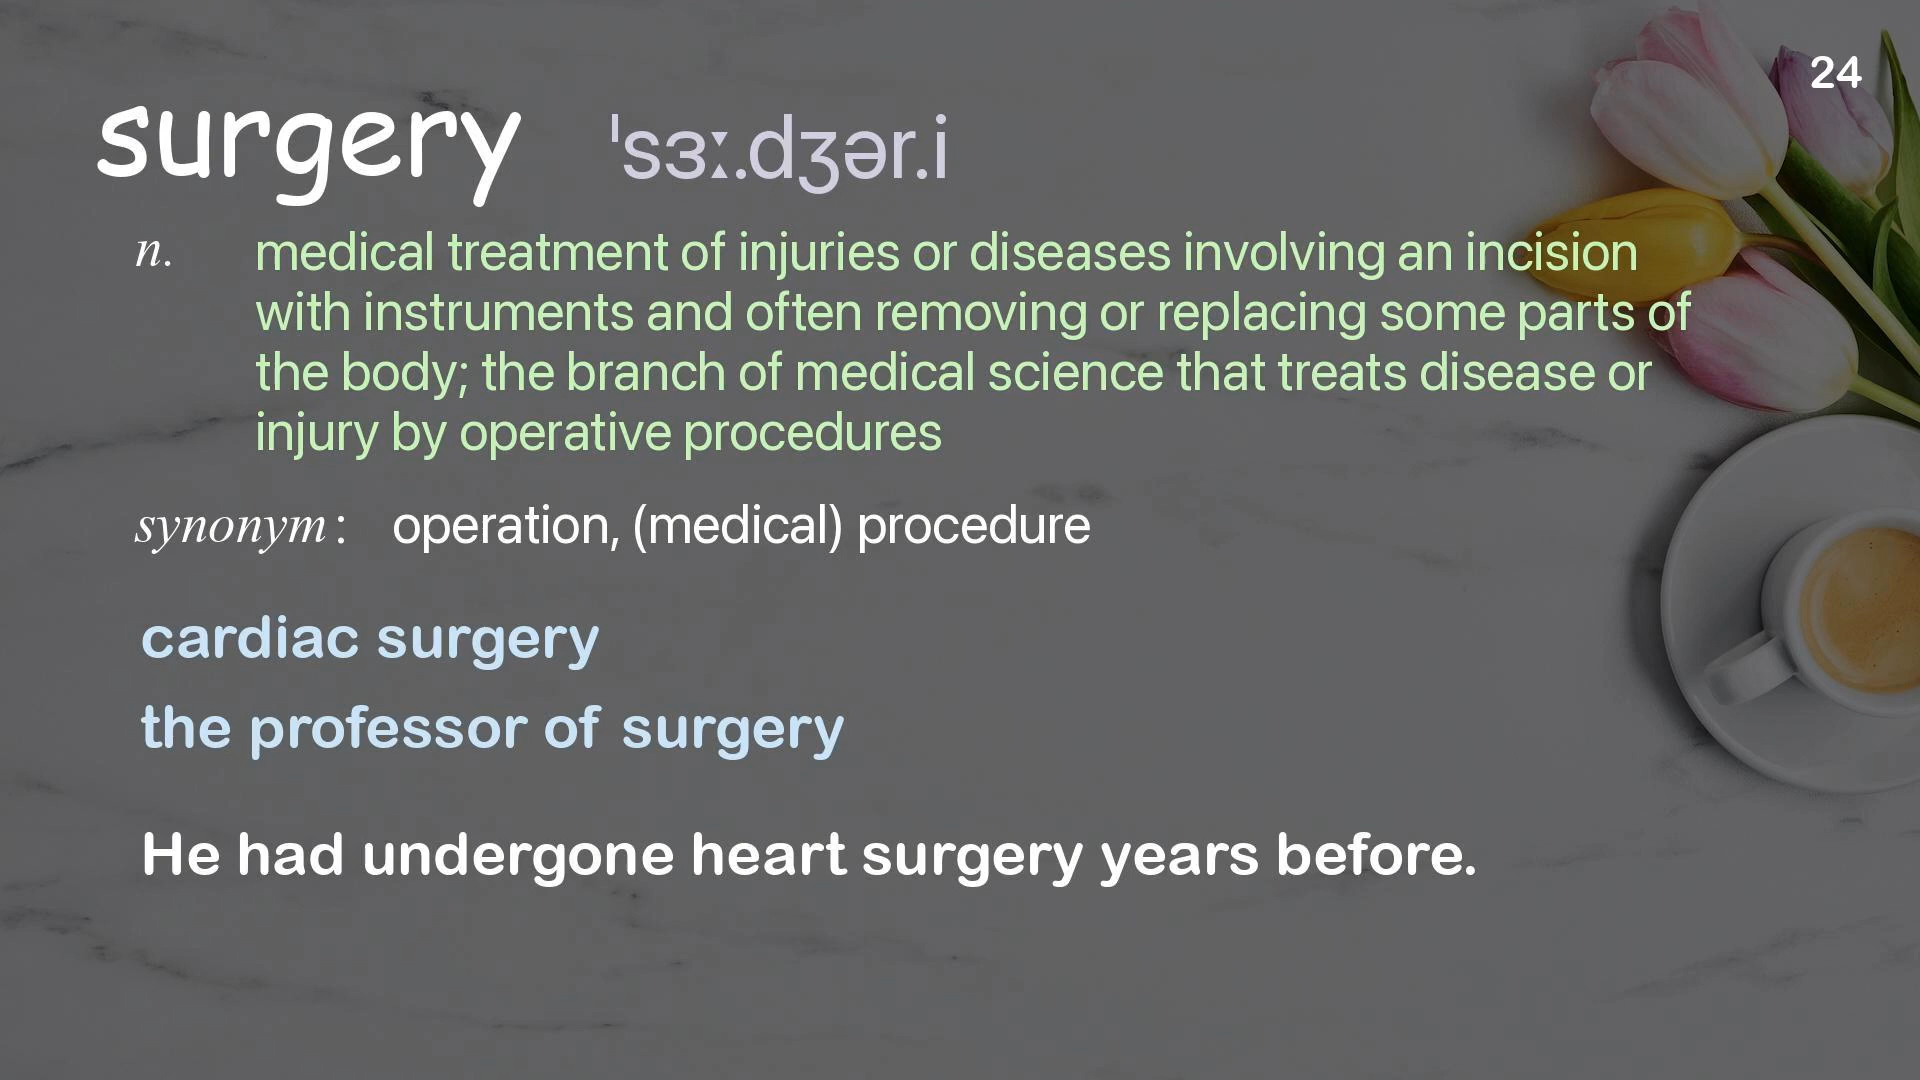 24
surgery ˈsɜː.dʒər.i
n. medical treatment of injuries or diseases involving an incision
with instruments and often removing or replacing some parts of
the body; the branch of medical science that treats disease or
injury by operative procedures
synonym: operation, (medical) procedure
cardiac surgery
the professor of surgery
He had undergone heart surgery years before.